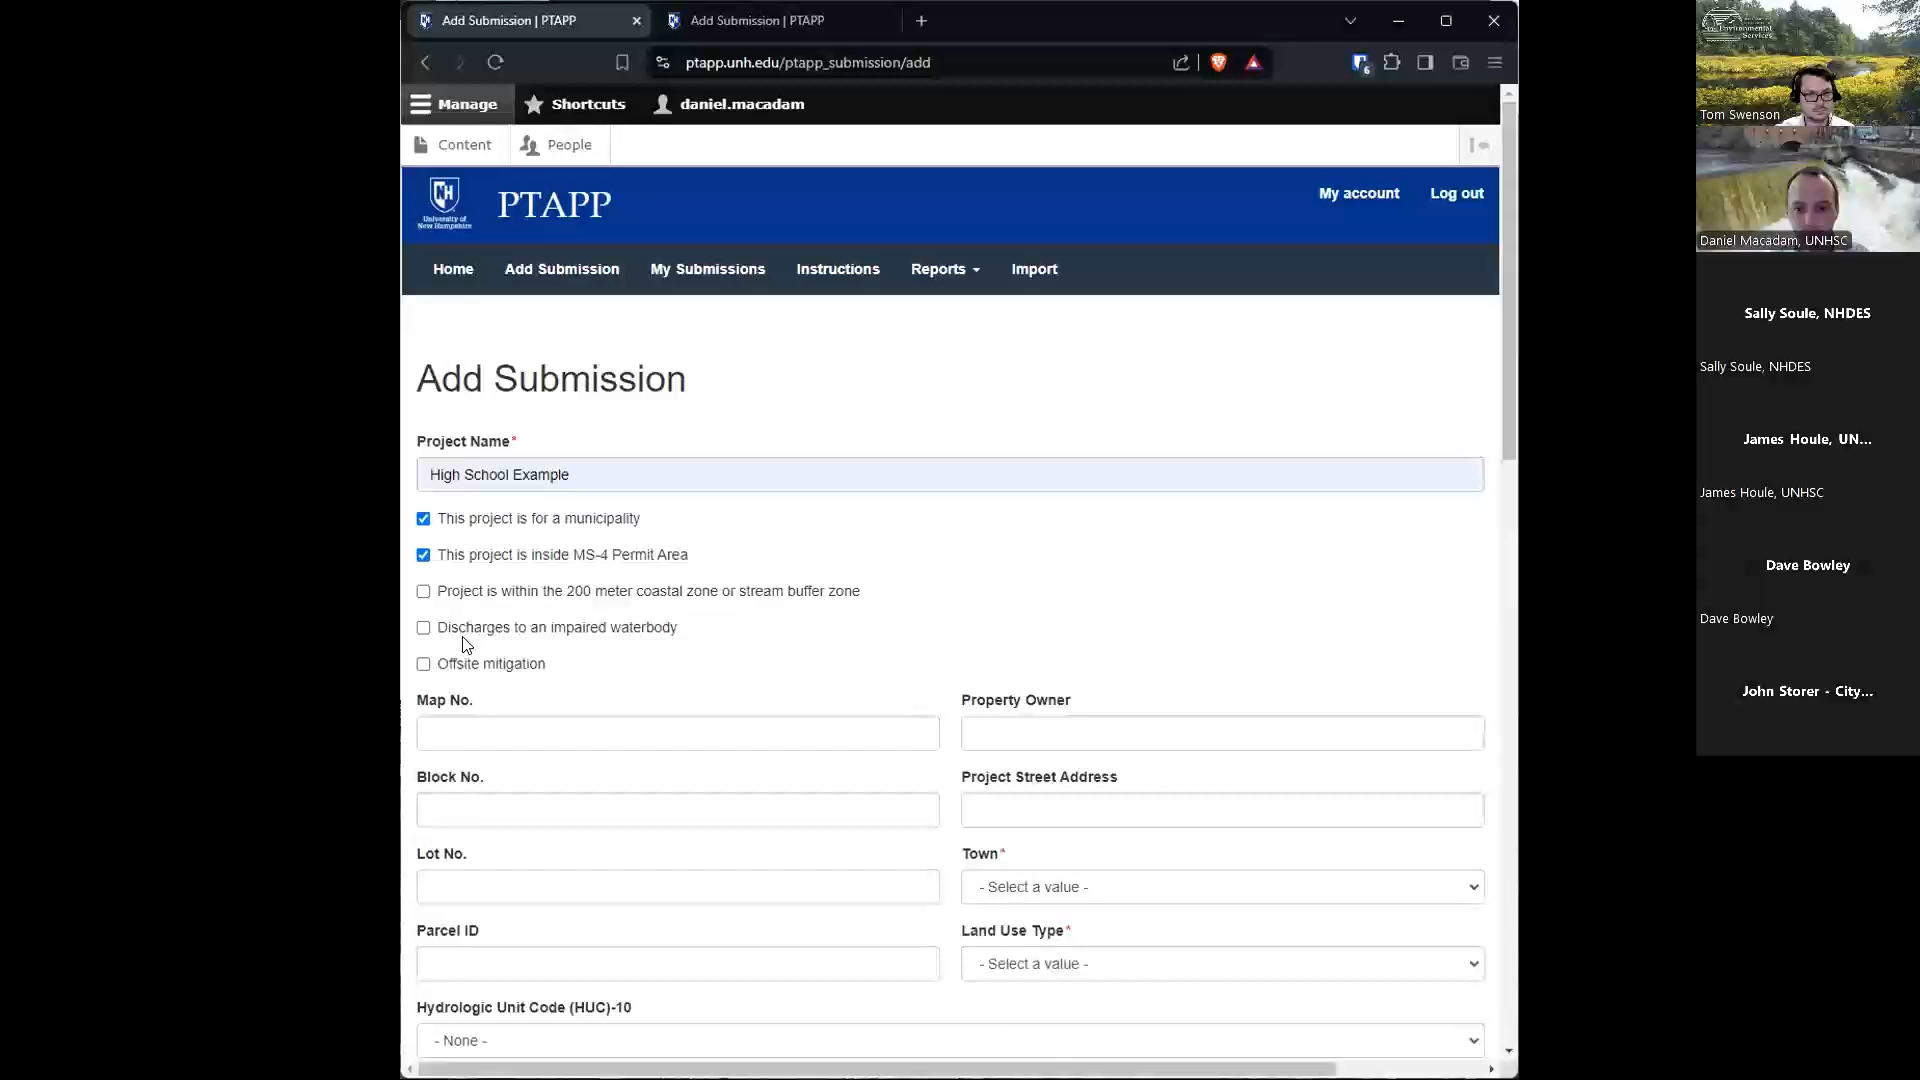 Add Submission | PTAPP
Add Submission | PTAPP
ptapp.unh.edu/ptapp_submission/add
6
Manage
Shortcuts
daniel.macadam
Content
People
NH
University of
New Hampshire
PTAPP
My account
Log out
Home
Add Submission
My Submissions
Instructions
Reports
Import
Add Submission
Project Name*
High School Example
This project is for a municipality
This project is inside MS-4 Permit Area
Project is within the 200 meter coastal zone or stream buffer zone
Discharges to an impaired waterbody
Offsite mitigation
Map No.
Property Owner
Block No.
Project Street Address
Lot No.
Town*
- Select a value -
Parcel ID
Land Use Type*
- Select a value -
Hydrologic Unit Code (HUC)-10
- None -
Environmental
Services
Tom Swenson
Daniel Macadam, UNHSC
Sally Soule, NHDES
Sally Soule, NHDES
James Houle, UN...
James Houle, UNHSC
Dave Bowley
Dave Bowley
John Storer - City...